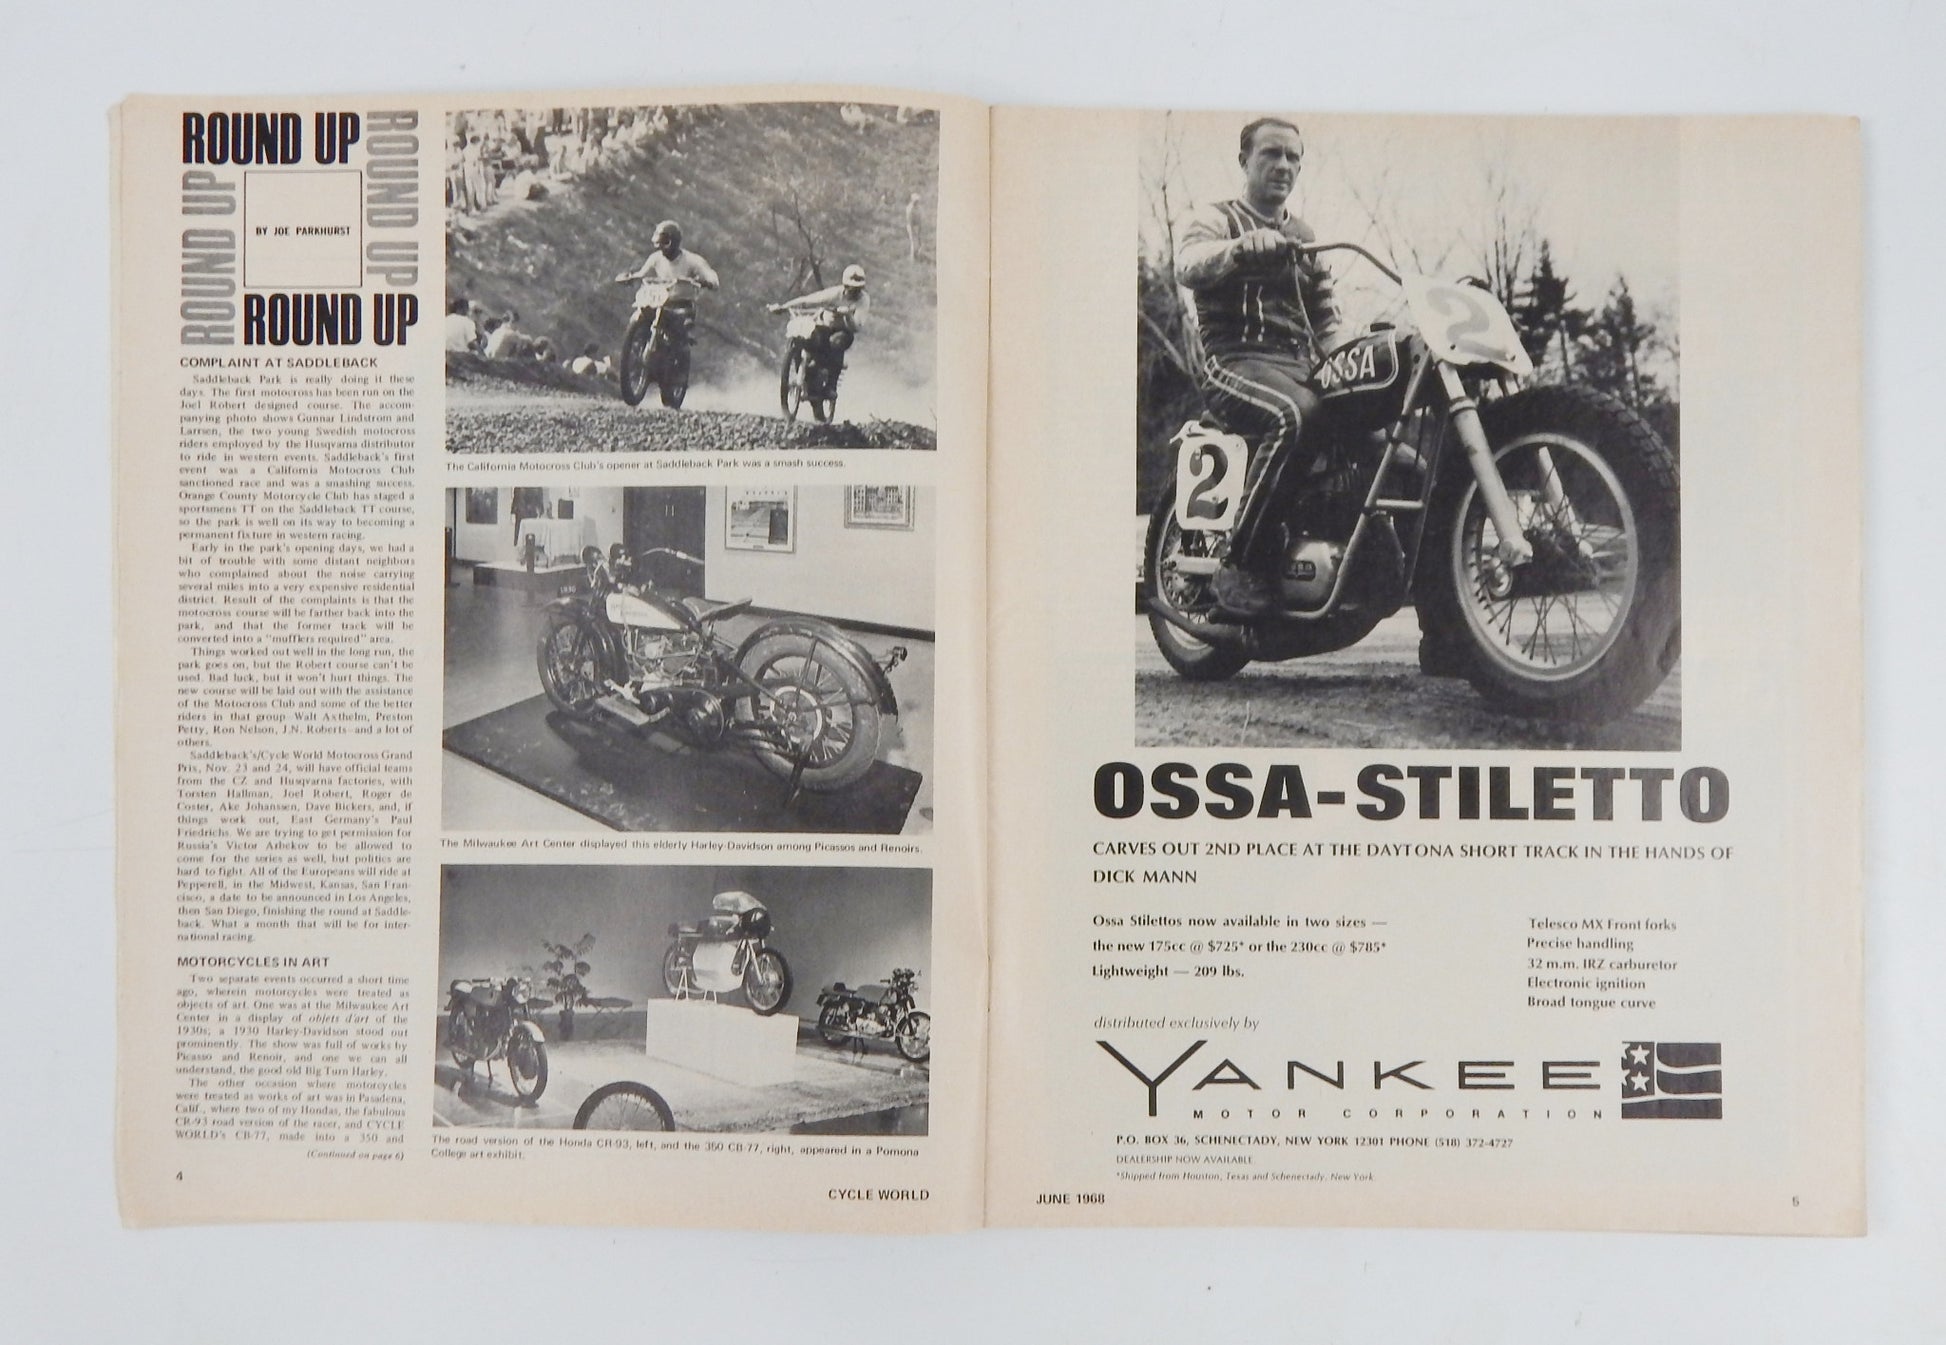 ROUND UP
ROUND UP
ROUND UP
BY JOE PARKHURST
ROUND UP
COMPLAINT AT SADDLEBACK
Saddleback Park is really doing it these
days. The first motocross has been run on the
Joel Robert designed course. The accom-
panying photo shows Gunnar Lindstrom and
Larrsen, the two young Swedish motocross
riders employed by the Husqvarna distributor
to ride in western events. Saddleback's first
event was a California Motocross Club
sanctioned race and was a smashing success.
Orange County Motorcycle Club has staged a
sportsmens TT on the Saddleback TT course,
so the park is well on its way to becoming a
permanent fixture in western racing.
Early in the park's opening days, we had a
bit of trouble with some distant neighbors
who complained about the noise carrying
several miles into a very expensive residential
district. Result of the complaints is that the
motocross course will be farther back into the
park, and that the former track will be
converted into a "mufflers required" area.
Things worked out well in the long run, the
park goes on, but the Robert course can't be
used. Bad luck, but it won't hurt things. The
new course will be laid out with the assistance
of the Motocross Club and some of the better
riders in that group—Walt Axthelm, Preston
Petty, Ron Nelson, J.N. Roberts—and a lot of
others.
Saddleback's/Cycle World Motocross Grand
Prix, Nov. 23 and 24, will have official teams
from the CZ and Husqvarna factories, with
Torsten Hallman, Joel Robert, Roger de
Coster, Ake Johanssen, Dave Bickers, and, if
things work out, East Germany's Paul
Friedrichs. We are trying to get permission for
Russia's Victor Arbekov to be allowed to
come for the series as well, but politics are
hard to fight. All of the Europeans will ride at
Pepperell, in the Midwest, Kansas, San Fran-
cisco, a date to be announced in Los Angeles,
then San Diego, finishing the round at Saddle-
back. What a month that will be for inter-
national racing.
MOTORCYCLES IN ART
Two separate events occurred a short time
ago, wherein motorcycles were treated as
objects of art. One was at the Milwaukee Art
Center in a display of objets d'art of the
1930s; a 1930 Harley-Davidson stood out
prominently. The show was full of works by
Picasso and Renoir, and one we can all
understand, the good old Big Turn Harley.
The other occasion where motorcycles
were treated as works of art was in Pasadena,
Calif., where two of my Hondas, the fabulous
CR-93 road version of the racer, and CYCLE
WORLD's CB-77, made into a 350 and
(Continued on page 6)
4
The California Motocross Club's opener at Saddleback Park was a smash success.
The Milwaukee Art Center displayed this elderly Harley-Davidson among Picassos and Renoirs.
The road version of the Honda CR-93, left, and the 350 CB-77, right, appeared in a Pomona
College art exhibit.
CYCLE WORLD
2
OSSA
2
OSSA-STILETTO
CARVES OUT 2ND PLACE AT THE DAYTONA SHORT TRACK IN THE HANDS OF
DICK MANN
Ossa Stilettos now available in two sizes —
the new 175cc @ $725* or the 230cc @ $785*
Lightweight — 209 lbs.
Telesco MX Front forks
Precise handling
32 m.m. IRZ carburetor
Electronic ignition
Broad tongue curve
distributed exclusively by
YANKEE
MOTOR CORPORATION
P.O. BOX 36, SCHENECTADY, NEW YORK 12301 PHONE (518) 372-4727
DEALERSHIP NOW AVAILABLE
*Shipped from Houston, Texas and Schenectady, New York
JUNE 1968
5